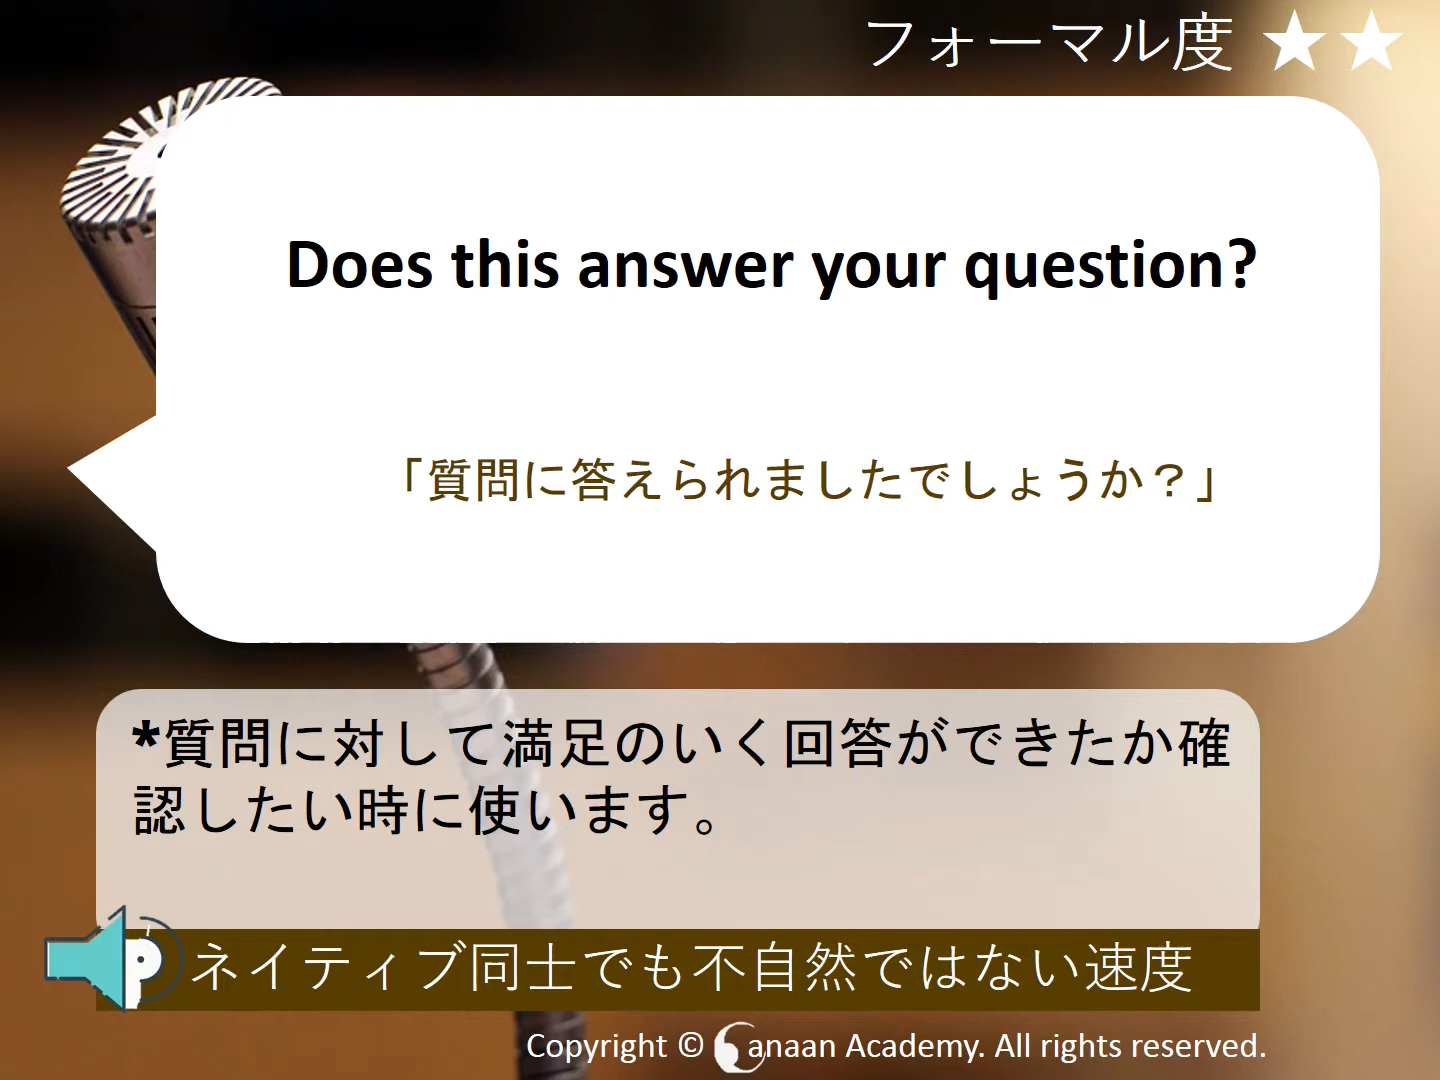 フォーマル度 ★★
Does this answer your question?
「質問に答えられましたでしょうか？」
*質問に対して満足のいく回答ができたか確
認したい時に使います。
ネイティブ同士でも不自然ではない速度
Copyright © Canaan Academy. All rights reserved.